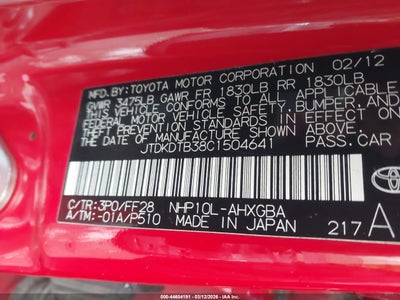 MFD. BY: TOYOTA MOTOR CORPORATION 02/12
GVWR 3475LB GAWR FR 1830LB RR 1830LB
THIS VEHICLE CONFORMS TO ALL APPLICABLE
FEDERAL MOTOR VEHICLE SAFETY, BUMPER, AND
THEFT PREVENTION STANDARDS IN EFFECT ON
THE DATE OF MANUFACTURE SHOWN ABOVE.
JTDKDTB38C1504641 PASS. CAR
C/TR: 3P0/FF28 NHP10L-AHXGBA
A/TM: -01A/P510 MADE IN JAPAN 217 A
TOYOTA
000-44604191 - 03/12/2026 - IAA